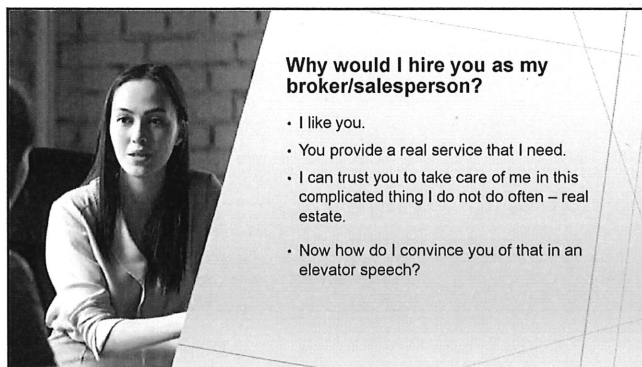 Why would I hire you as my
broker/salesperson?
• I like you.
• You provide a real service that I need.
• I can trust you to take care of me in this
complicated thing I do not do often – real
estate.
• Now how do I convince you of that in an
elevator speech?